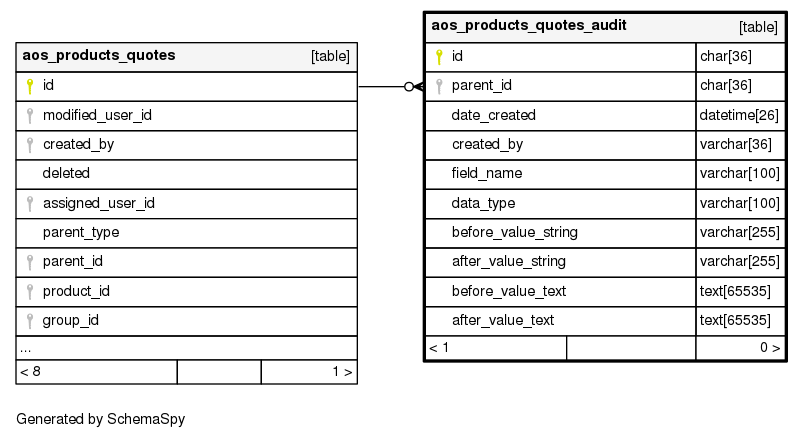 aos_products_quotes [table]
id
modified_user_id
created_by
deleted
assigned_user_id
parent_type
parent_id
product_id
group_id
...
< 8 1 >
aos_products_quotes_audit [table]
id char[36]
parent_id char[36]
date_created datetime[26]
created_by varchar[36]
field_name varchar[100]
data_type varchar[100]
before_value_string varchar[255]
after_value_string varchar[255]
before_value_text text[65535]
after_value_text text[65535]
< 1 0 >
Generated by SchemaSpy